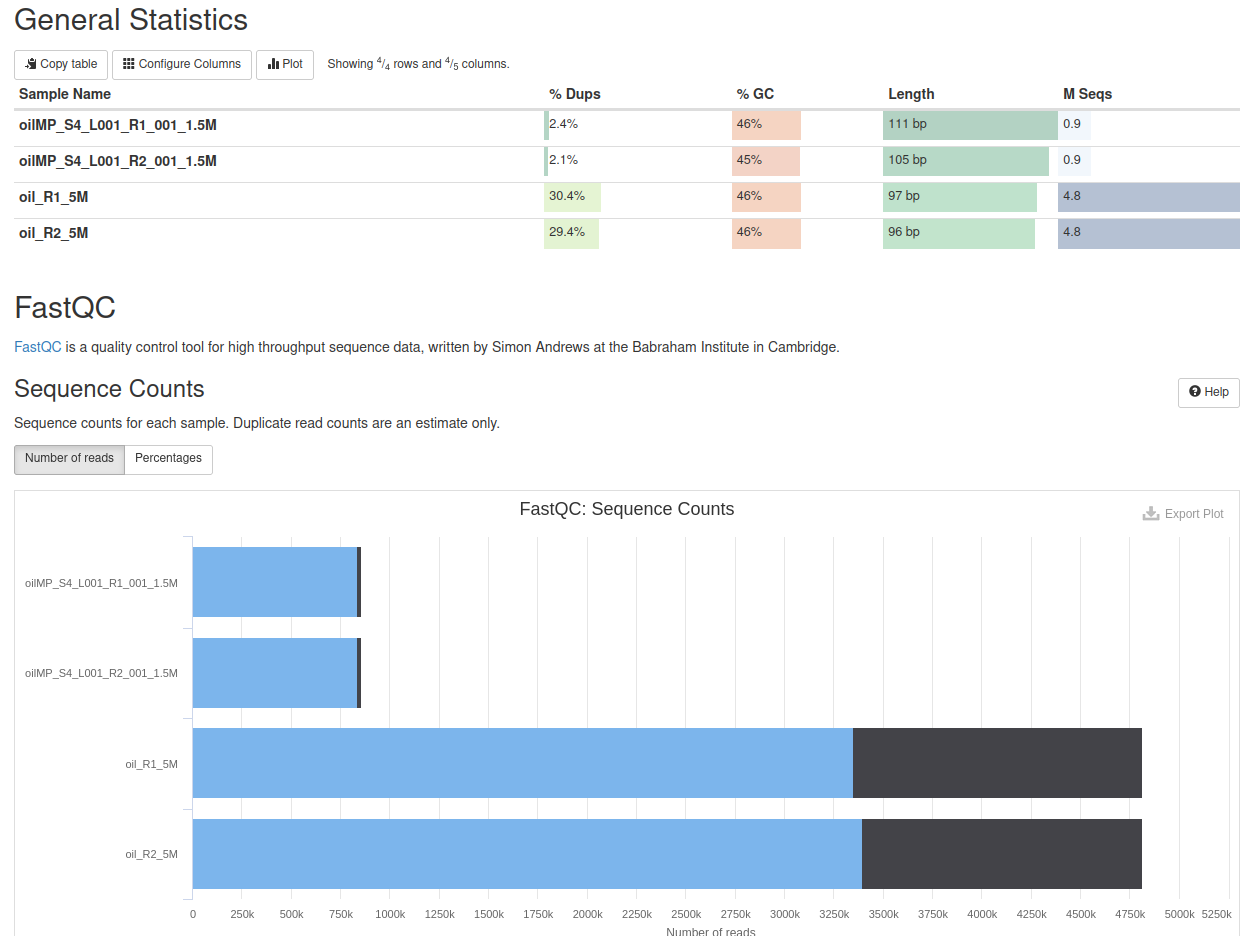 General Statistics
Copy table Configure Columns Plot Showing 4/4 rows and 4/5 columns.
Sample Name % Dups % GC Length M Seqs
oilMP_S4_L001_R1_001_1.5M 2.4% 46% 111 bp 0.9
oilMP_S4_L001_R2_001_1.5M 2.1% 45% 105 bp 0.9
oil_R1_5M 30.4% 46% 97 bp 4.8
oil_R2_5M 29.4% 46% 96 bp 4.8
FastQC
FastQC is a quality control tool for high throughput sequence data, written by Simon Andrews at the Babraham Institute in Cambridge.
Sequence Counts
Help
Sequence counts for each sample. Duplicate read counts are an estimate only.
Number of reads Percentages
FastQC: Sequence Counts
Export Plot
oilMP_S4_L001_R1_001_1.5M
oilMP_S4_L001_R2_001_1.5M
oil_R1_5M
oil_R2_5M
0 250k 500k 750k 1000k 1250k 1500k 1750k 2000k 2250k 2500k 2750k 3000k 3250k 3500k 3750k 4000k 4250k 4500k 4750k 5000k 5250k
Number of reads